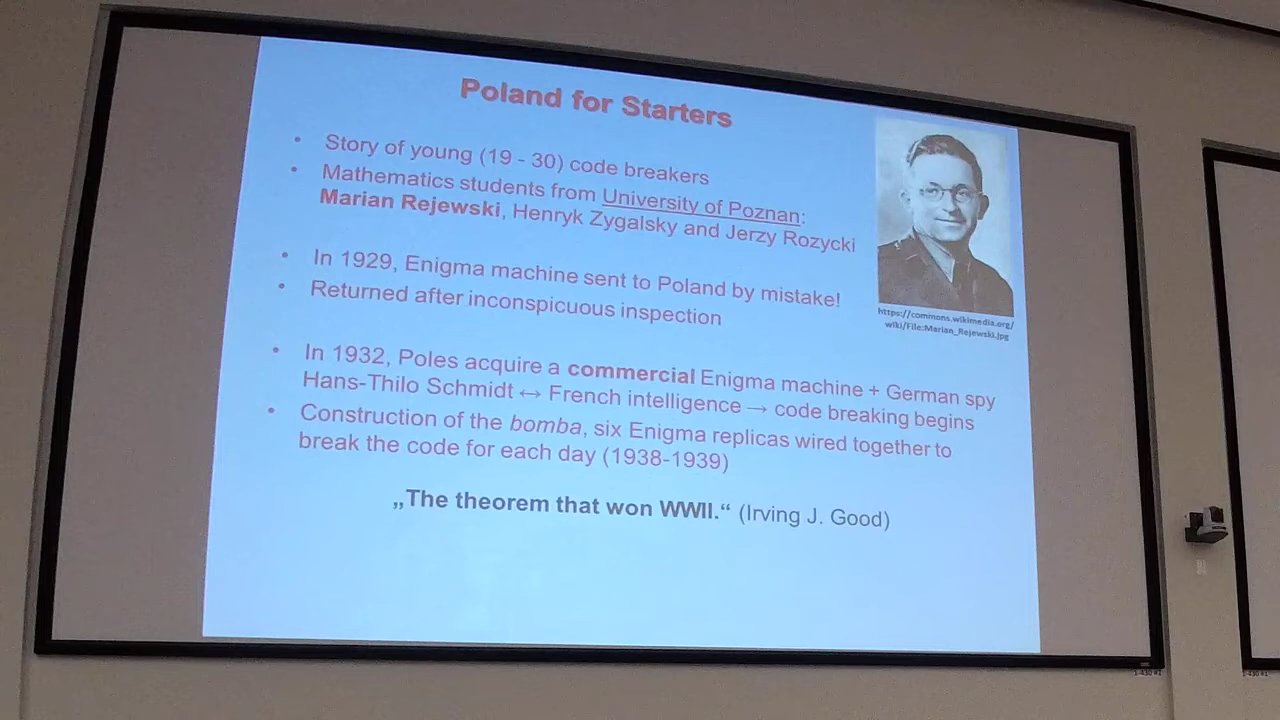 Poland for Starters
• Story of young (19 - 30) code breakers
• Mathematics students from University of Poznan:
Marian Rejewski, Henryk Zygalsky and Jerzy Rozycki
• In 1929, Enigma machine sent to Poland by mistake!
• Returned after inconspicuous inspection
https://commons.wikimedia.org/
wiki/File:Marian_Rejewski.jpg
• In 1932, Poles acquire a commercial Enigma machine + German spy
Hans-Thilo Schmidt ↔ French intelligence → code breaking begins
• Construction of the bomba, six Enigma replicas wired together to
break the code for each day (1938-1939)
„The theorem that won WWII.“ (Irving J. Good)